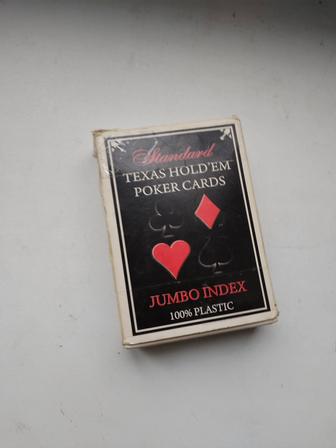 Standard
TEXAS HOLD'EM
POKER CARDS
JUMBO INDEX
100% PLASTIC